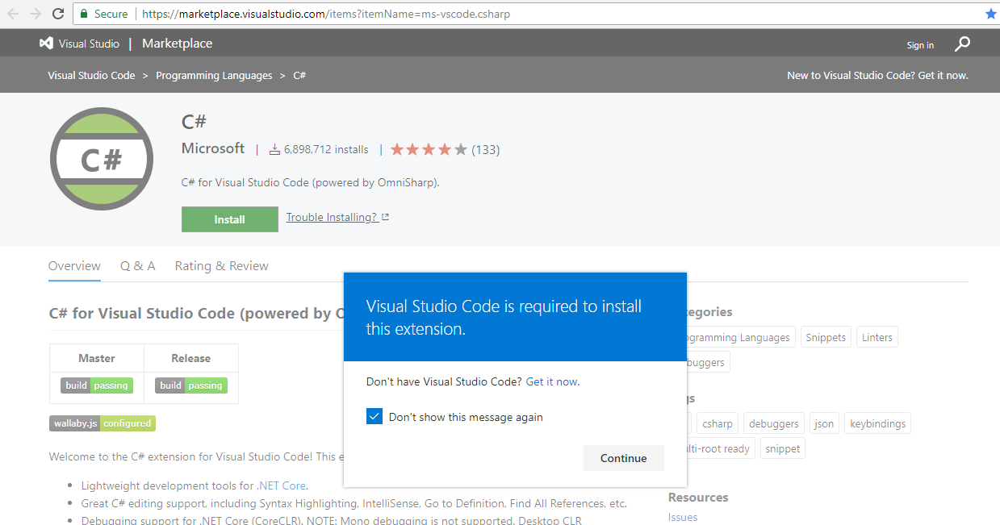 Secure https://marketplace.visualstudio.com/items?itemName=ms-vscode.csharp
Visual Studio | Marketplace
Sign in
Visual Studio Code > Programming Languages > C#
New to Visual Studio Code? Get it now.
C#
C#
Microsoft | 6,898,712 installs | (133)
C# for Visual Studio Code (powered by OmniSharp).
Install
Trouble Installing?
Overview Q & A Rating & Review
C# for Visual Studio Code (powered by
Master Release
build passing build passing
wallaby.js configured
Welcome to the C# extension for Visual Studio Code! This
Lightweight development tools for .NET Core.
Great C# editing support, including Syntax Highlighting, IntelliSense, Go to Definition, Find All References, etc.
Debugging support for .NET Core (CoreCLR). NOTE: Mono debugging is not supported. Desktop CLR
Visual Studio Code is required to install
this extension.
Don't have Visual Studio Code? Get it now.
Don't show this message again
Continue
tegories
ogramming Languages Snippets Linters
buggers
gs
csharp debuggers json keybindings
ulti-root ready snippet
Resources
Issues